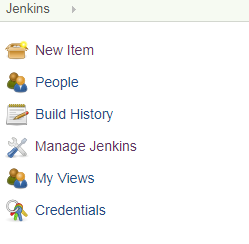 Jenkins
New Item
People
Build History
Manage Jenkins
My Views
Credentials